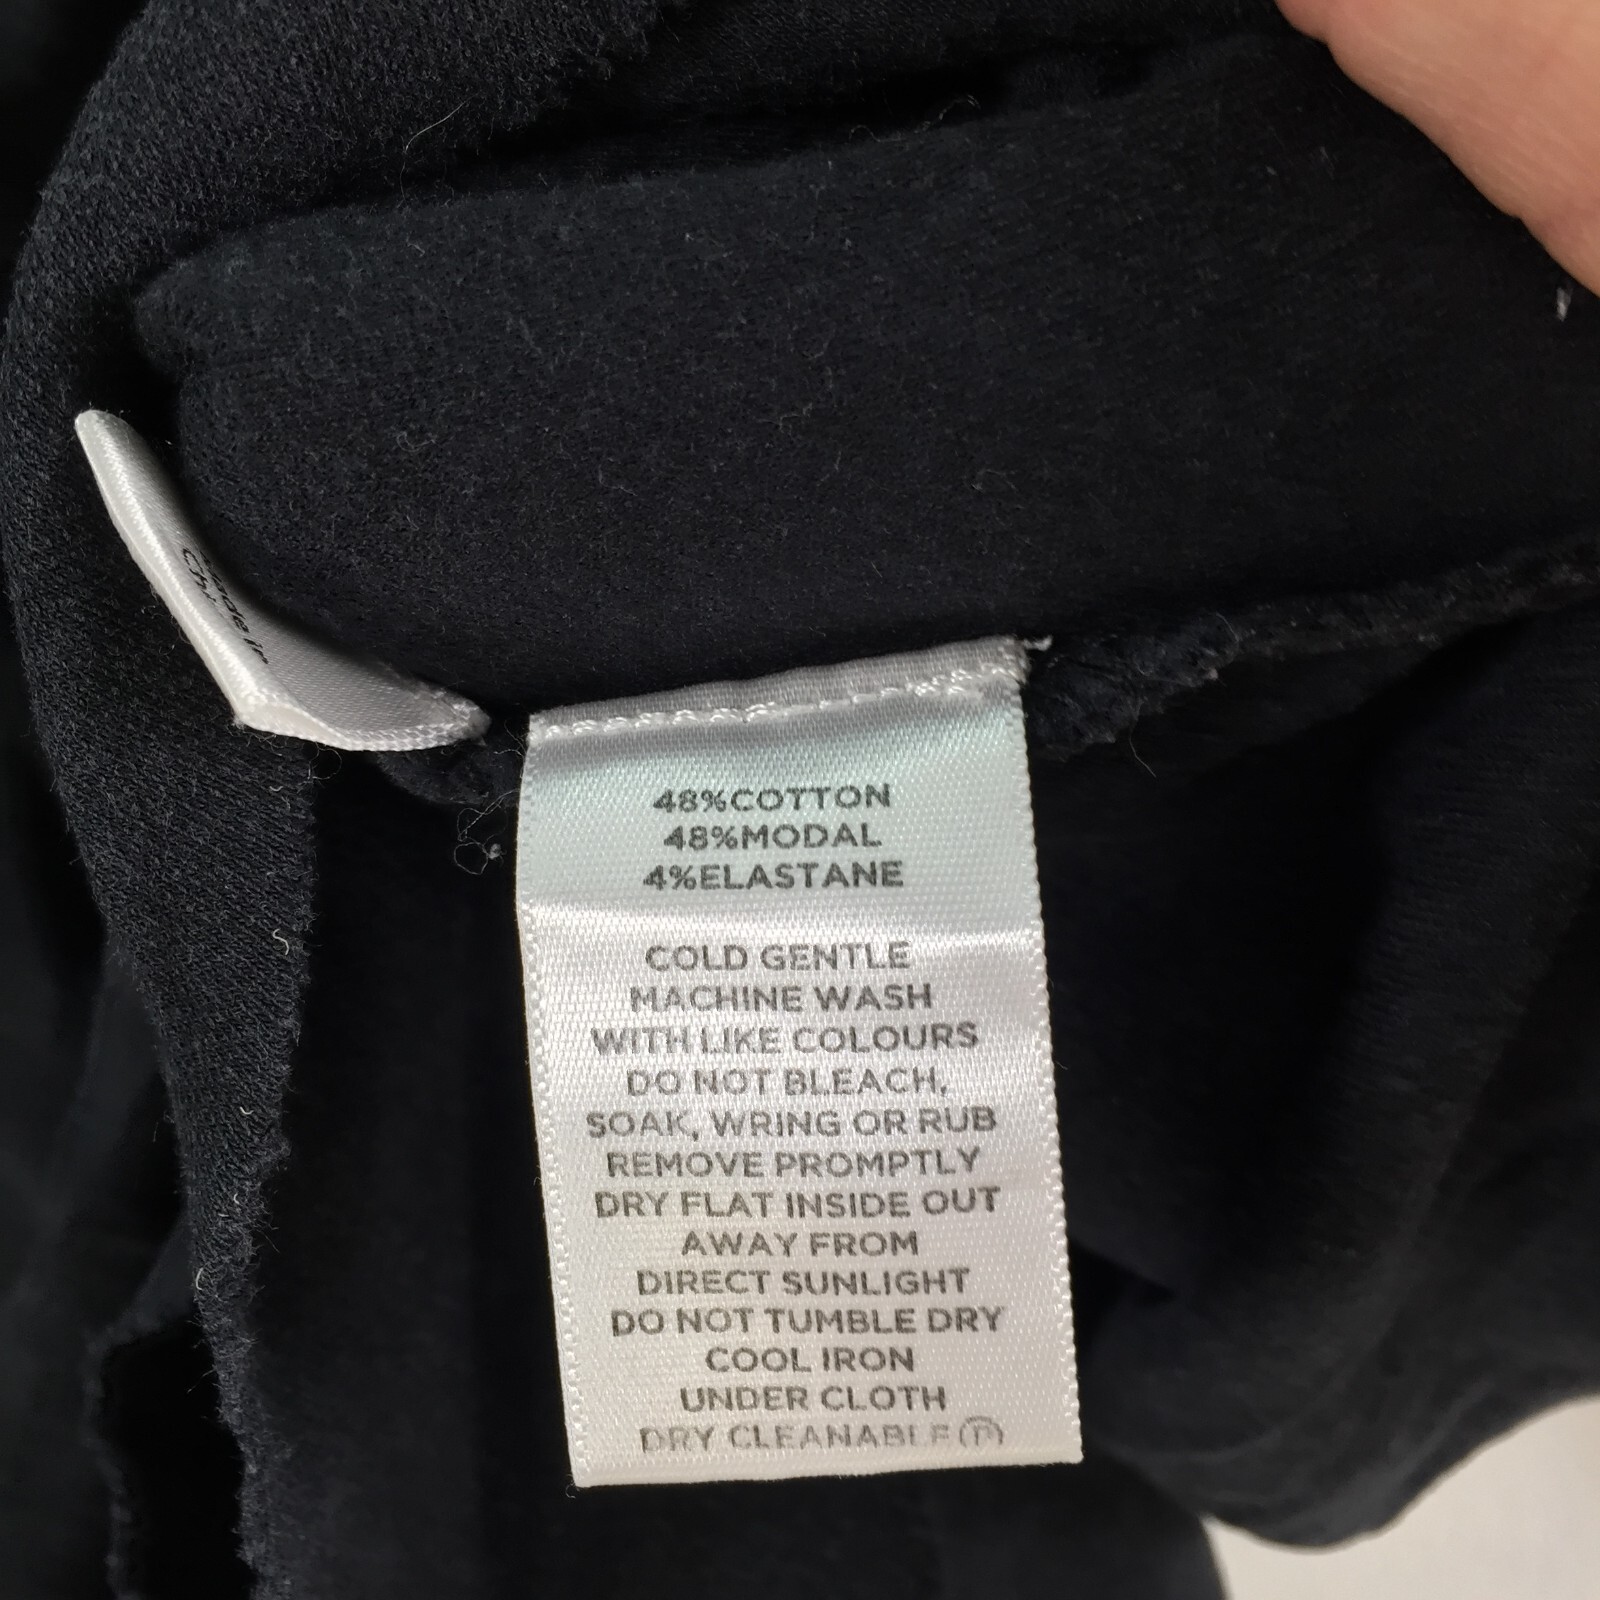 Made in
48%COTTON
48%MODAL
4%ELASTANE
COLD GENTLE
MACHINE WASH
WITH LIKE COLOURS
DO NOT BLEACH,
SOAK, WRING OR RUB
REMOVE PROMPTLY
DRY FLAT INSIDE OUT
AWAY FROM
DIRECT SUNLIGHT
DO NOT TUMBLE DRY
COOL IRON
UNDER CLOTH
DRY CLEANABLE Ⓟ